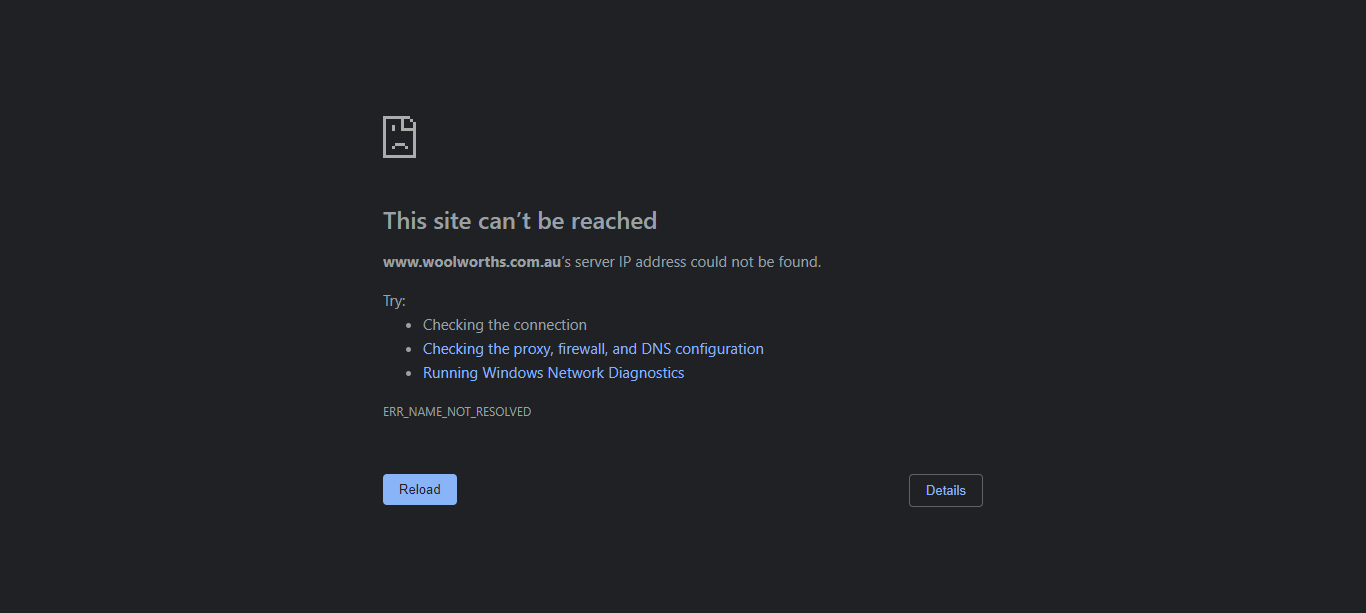 This site can’t be reached
www.woolworths.com.au’s server IP address could not be found.
Try:
Checking the connection
Checking the proxy, firewall, and DNS configuration
Running Windows Network Diagnostics
ERR_NAME_NOT_RESOLVED
Reload
Details